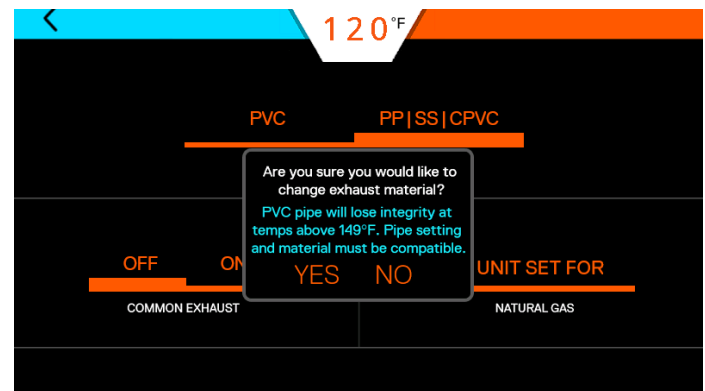 120°F
PVC PP|SS|CPVC
Are you sure you would like to
change exhaust material?
PVC pipe will lose integrity at
temps above 149°F. Pipe setting
and material must be compatible.
YES NO
OFF
UNIT SET FOR
COMMON EXHAUST
NATURAL GAS